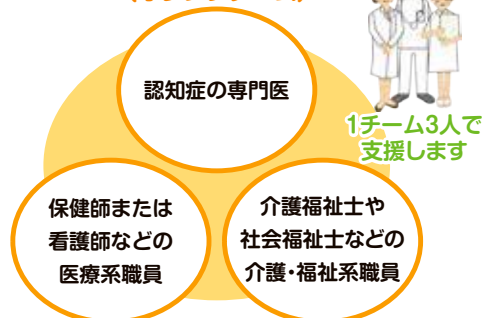 認知症の専門医
1チーム3人で
支援します
保健師または
看護師などの
医療系職員
介護福祉士や
社会福祉士などの
介護・福祉系職員